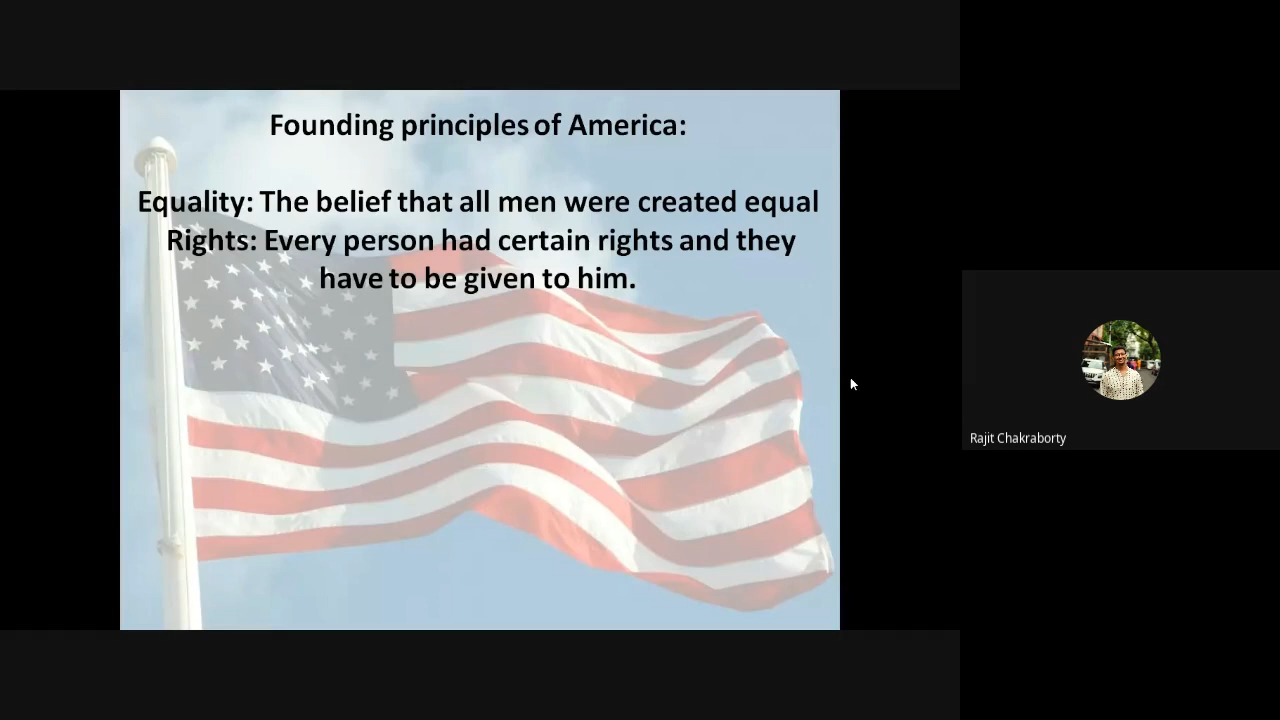 Founding principles of America:
Equality: The belief that all men were created equal
Rights: Every person had certain rights and they
have to be given to him.
Rajit Chakraborty